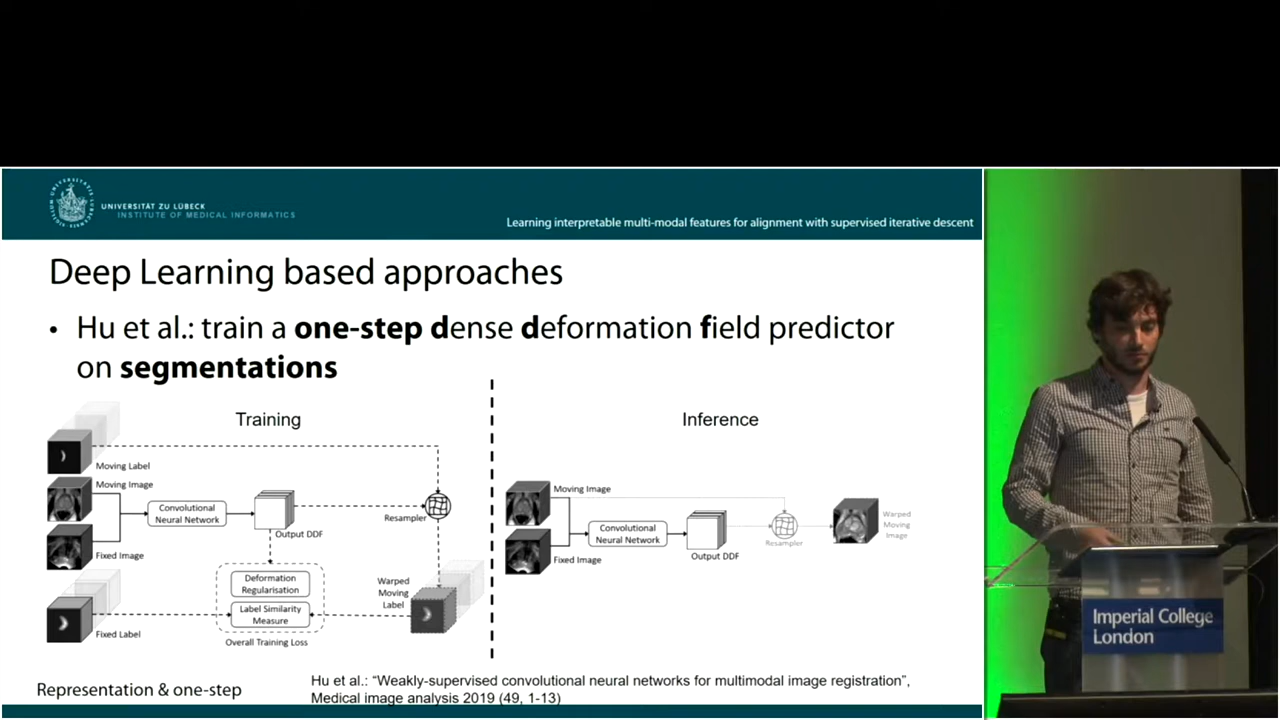 UNIVERSITÄT ZU LÜBECK
INSTITUTE OF MEDICAL INFORMATICS
Learning interpretable multi-modal features for alignment with supervised iterative descent
Deep Learning based approaches
• Hu et al.: train a one-step dense deformation field predictor
on segmentations
Training
Moving Label
Moving Image
Convolutional
Neural Network
Fixed Image
Output DDF
Resampler
Deformation
Regularisation
Label Similarity
Measure
Overall Training Loss
Warped
Moving
Label
Fixed Label
Inference
Moving Image
Convolutional
Neural Network
Fixed Image
Output DDF
Resampler
Warped
Moving
Image
Representation & one-step
Hu et al.: “Weakly-supervised convolutional neural networks for multimodal image registration”,
Medical image analysis 2019 (49, 1-13)
Imperial College
London